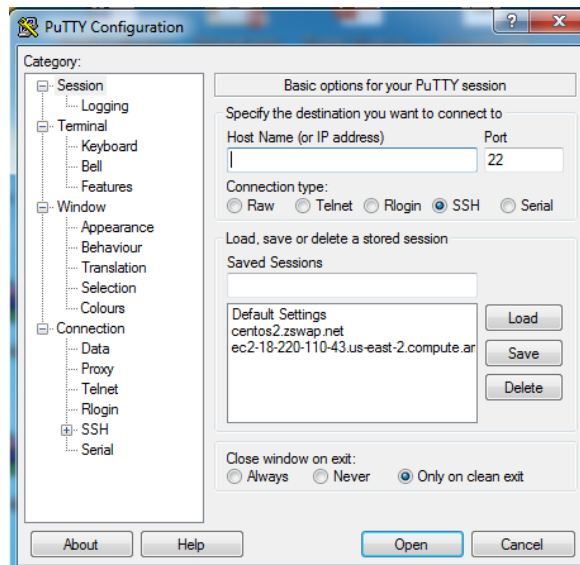 PuTTY Configuration
?
X
Category:
Session
Logging
Terminal
Keyboard
Bell
Features
Window
Appearance
Behaviour
Translation
Selection
Colours
Connection
Data
Proxy
Telnet
Rlogin
SSH
Serial
Basic options for your PuTTY session
Specify the destination you want to connect to
Host Name (or IP address) Port
22
Connection type:
Raw Telnet Rlogin SSH Serial
Load, save or delete a stored session
Saved Sessions
Default Settings
centos2.zswap.net
ec2-18-220-110-43.us-east-2.compute.ar
Load
Save
Delete
Close window on exit:
Always Never Only on clean exit
About Help Open Cancel